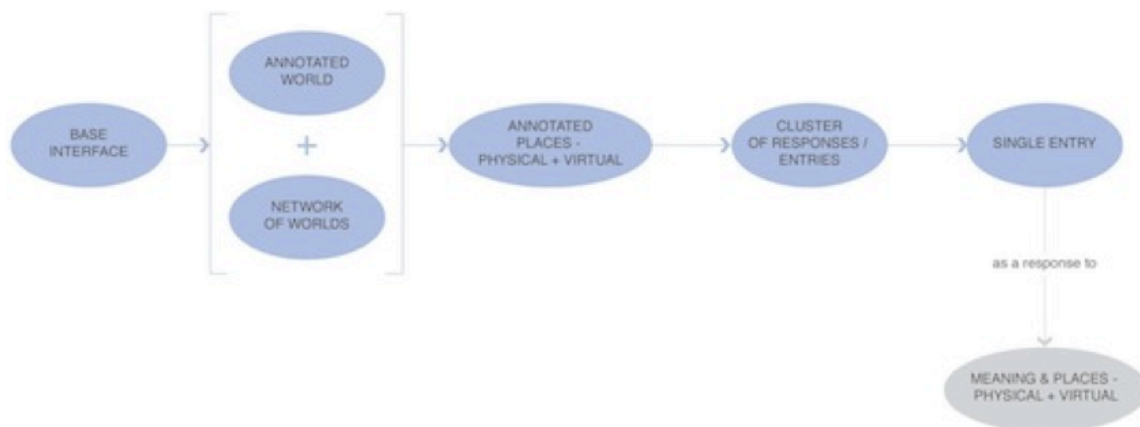 BASE
INTERFACE
ANNOTATED
WORLD
+
NETWORK
OF WORLDS
ANNOTATED
PLACES -
PHYSICAL + VIRTUAL
CLUSTER
OF RESPONSES /
ENTRIES
SINGLE ENTRY
as a response to
MEANING & PLACES -
PHYSICAL + VIRTUAL